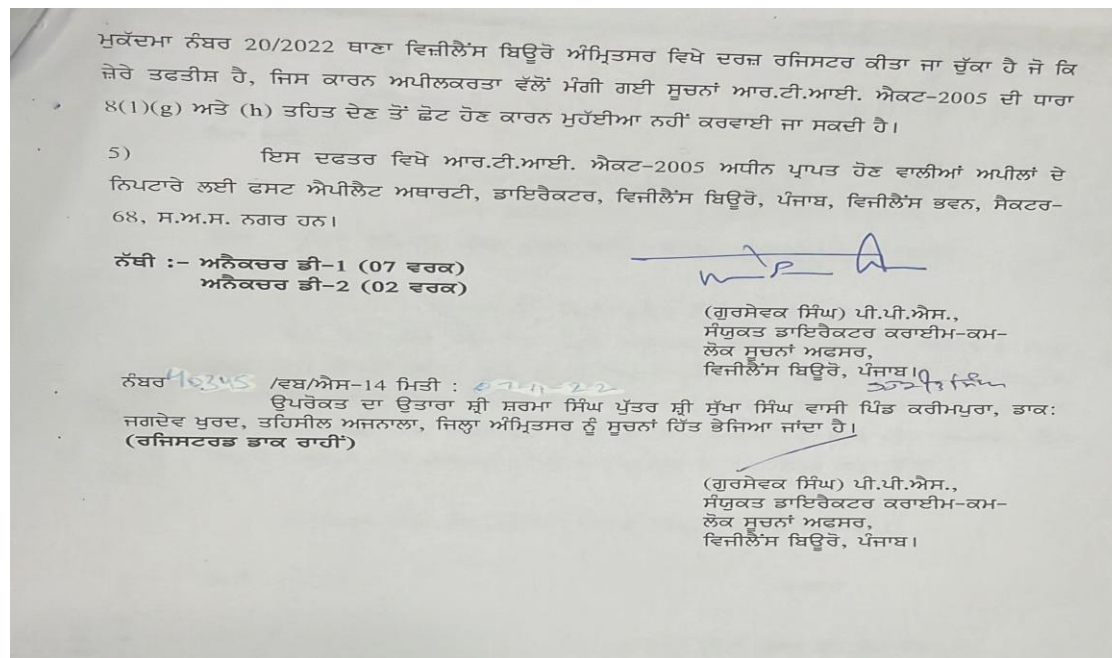 ਮੁਕੱਦਮਾ ਨੰਬਰ 20/2022 ਥਾਣਾ ਵਿਜ਼ੀਲੈਂਸ ਬਿਊਰੋ ਅੰਮ੍ਰਿਤਸਰ ਵਿਖੇ ਦਰਜ਼ ਰਜਿਸਟਰ ਕੀਤਾ ਜਾ ਚੁੱਕਾ ਹੈ ਜੋ ਕਿ
ਜ਼ੇਰੇ ਤਫਤੀਸ਼ ਹੈ, ਜਿਸ ਕਾਰਨ ਅਪੀਲਕਰਤਾ ਵੱਲੋਂ ਮੰਗੀ ਗਈ ਸੂਚਨਾਂ ਆਰ.ਟੀ.ਆਈ. ਐਕਟ-2005 ਦੀ ਧਾਰਾ
8(1)(g) ਅਤੇ (h) ਤਹਿਤ ਦੇਣ ਤੋਂ ਛੋਟ ਹੋਣ ਕਾਰਨ ਮੁਹੱਈਆ ਨਹੀਂ ਕਰਵਾਈ ਜਾ ਸਕਦੀ ਹੈ।
5) ਇਸ ਦਫਤਰ ਵਿਖੇ ਆਰ.ਟੀ.ਆਈ. ਐਕਟ-2005 ਅਧੀਨ ਪ੍ਰਾਪਤ ਹੋਣ ਵਾਲੀਆਂ ਅਪੀਲਾਂ ਦੇ
ਨਿਪਟਾਰੇ ਲਈ ਫਸਟ ਐਪੀਲੈਟ ਅਥਾਰਟੀ, ਡਾਇਰੈਕਟਰ, ਵਿਜੀਲੈਂਸ ਬਿਊਰੋ, ਪੰਜਾਬ, ਵਿਜੀਲੈਂਸ ਭਵਨ, ਸੈਕਟਰ-
68, ਸ.ਅ.ਸ. ਨਗਰ ਹਨ।
ਨੱਥੀ :- ਅਨੈਕਚਰ ਡੀ-1 (07 ਵਰਕ)
ਅਨੈਕਚਰ ਡੀ-2 (02 ਵਰਕ)
(ਗੁਰਸੇਵਕ ਸਿੰਘ) ਪੀ.ਪੀ.ਐਸ.,
ਸੰਯੁਕਤ ਡਾਇਰੈਕਟਰ ਕਰਾਈਮ-ਕਮ-
ਲੋਕ ਸੂਚਨਾਂ ਅਫਸਰ,
ਵਿਜੀਲੈਂਸ ਬਿਊਰੋ, ਪੰਜਾਬ।
ਨੰਬਰ 40345 /ਵਬ/ਐਸ-14 ਮਿਤੀ :
ਉਪਰੋਕਤ ਦਾ ਉਤਾਰਾ ਸ਼੍ਰੀ ਸ਼ਰਮਾ ਸਿੰਘ ਪੁੱਤਰ ਸ਼੍ਰੀ ਸੁੱਖਾ ਸਿੰਘ ਵਾਸੀ ਪਿੰਡ ਕਰੀਮਪੁਰਾ, ਡਾਕ:
ਜਗਦੇਵ ਖੁਰਦ, ਤਹਿਸੀਲ ਅਜਨਾਲਾ, ਜਿਲ੍ਹਾ ਅੰਮ੍ਰਿਤਸਰ ਨੂੰ ਸੂਚਨਾਂ ਹਿੱਤ ਭੇਜਿਆ ਜਾਂਦਾ ਹੈ।
(ਰਜਿਸਟਰਡ ਡਾਕ ਰਾਹੀਂ)
(ਗੁਰਸੇਵਕ ਸਿੰਘ) ਪੀ.ਪੀ.ਐਸ.,
ਸੰਯੁਕਤ ਡਾਇਰੈਕਟਰ ਕਰਾਈਮ-ਕਮ-
ਲੋਕ ਸੂਚਨਾਂ ਅਫਸਰ,
ਵਿਜੀਲੈਂਸ ਬਿਊਰੋ, ਪੰਜਾਬ।